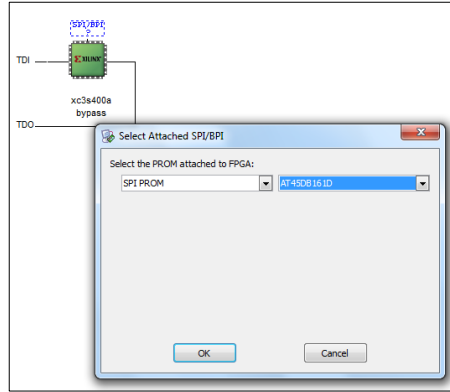 SPI/BPI
?
TDI
XILINX
xc3s400a
bypass
TDO
Select Attached SPI/BPI
Select the PROM attached to FPGA:
SPI PROM
AT45DB161D
OK
Cancel